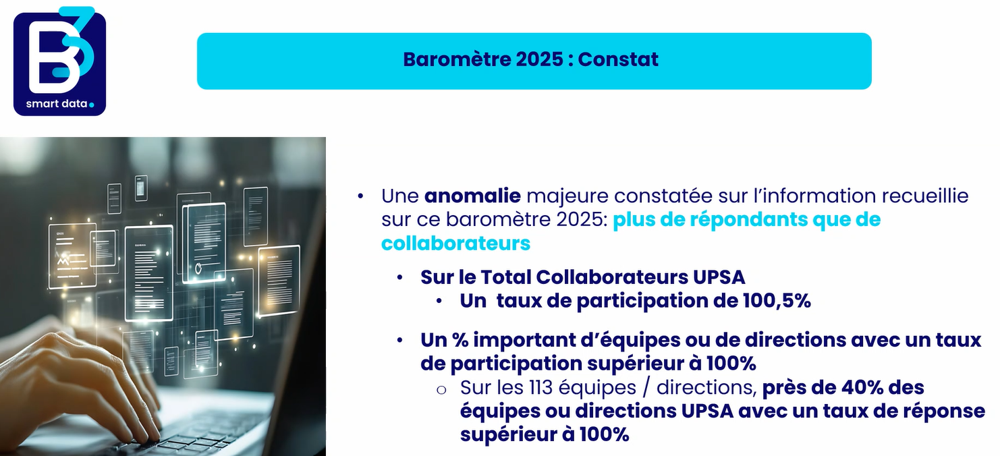 B3
smart data
Baromètre 2025 : Constat
• Une anomalie majeure constatée sur l’information recueillie
sur ce baromètre 2025: plus de répondants que de
collaborateurs
• Sur le Total Collaborateurs UPSA
• Un  taux de participation de 100,5%
• Un % important d’équipes ou de directions avec un taux
de participation supérieur à 100%
○ Sur les 113 équipes / directions, près de 40% des
équipes ou directions UPSA avec un taux de réponse
supérieur à 100%